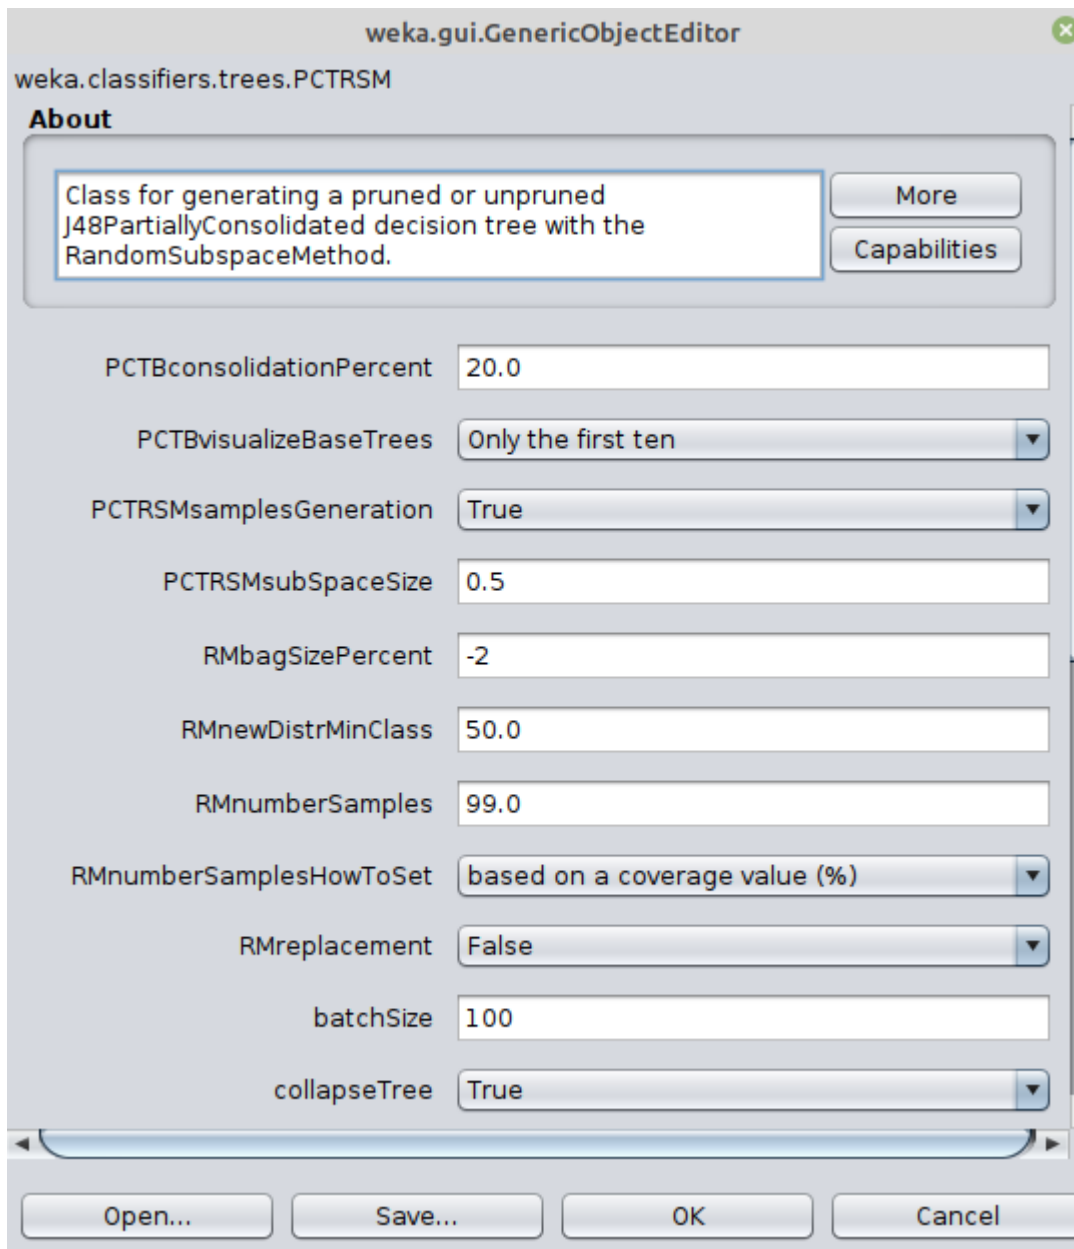 weka.gui.GenericObjectEditor
weka.classifiers.trees.PCTRSM
About
Class for generating a pruned or unpruned
J48PartiallyConsolidated decision tree with the
RandomSubspaceMethod.
More
Capabilities
PCTBconsolidationPercent 20.0
PCTBvisualizeBaseTrees Only the first ten
PCTRSMsamplesGeneration True
PCTRSMsubSpaceSize 0.5
RMbagSizePercent -2
RMnewDistrMinClass 50.0
RMnumberSamples 99.0
RMnumberSamplesHowToSet based on a coverage value (%)
RMreplacement False
batchSize 100
collapseTree True
Open... Save... OK Cancel